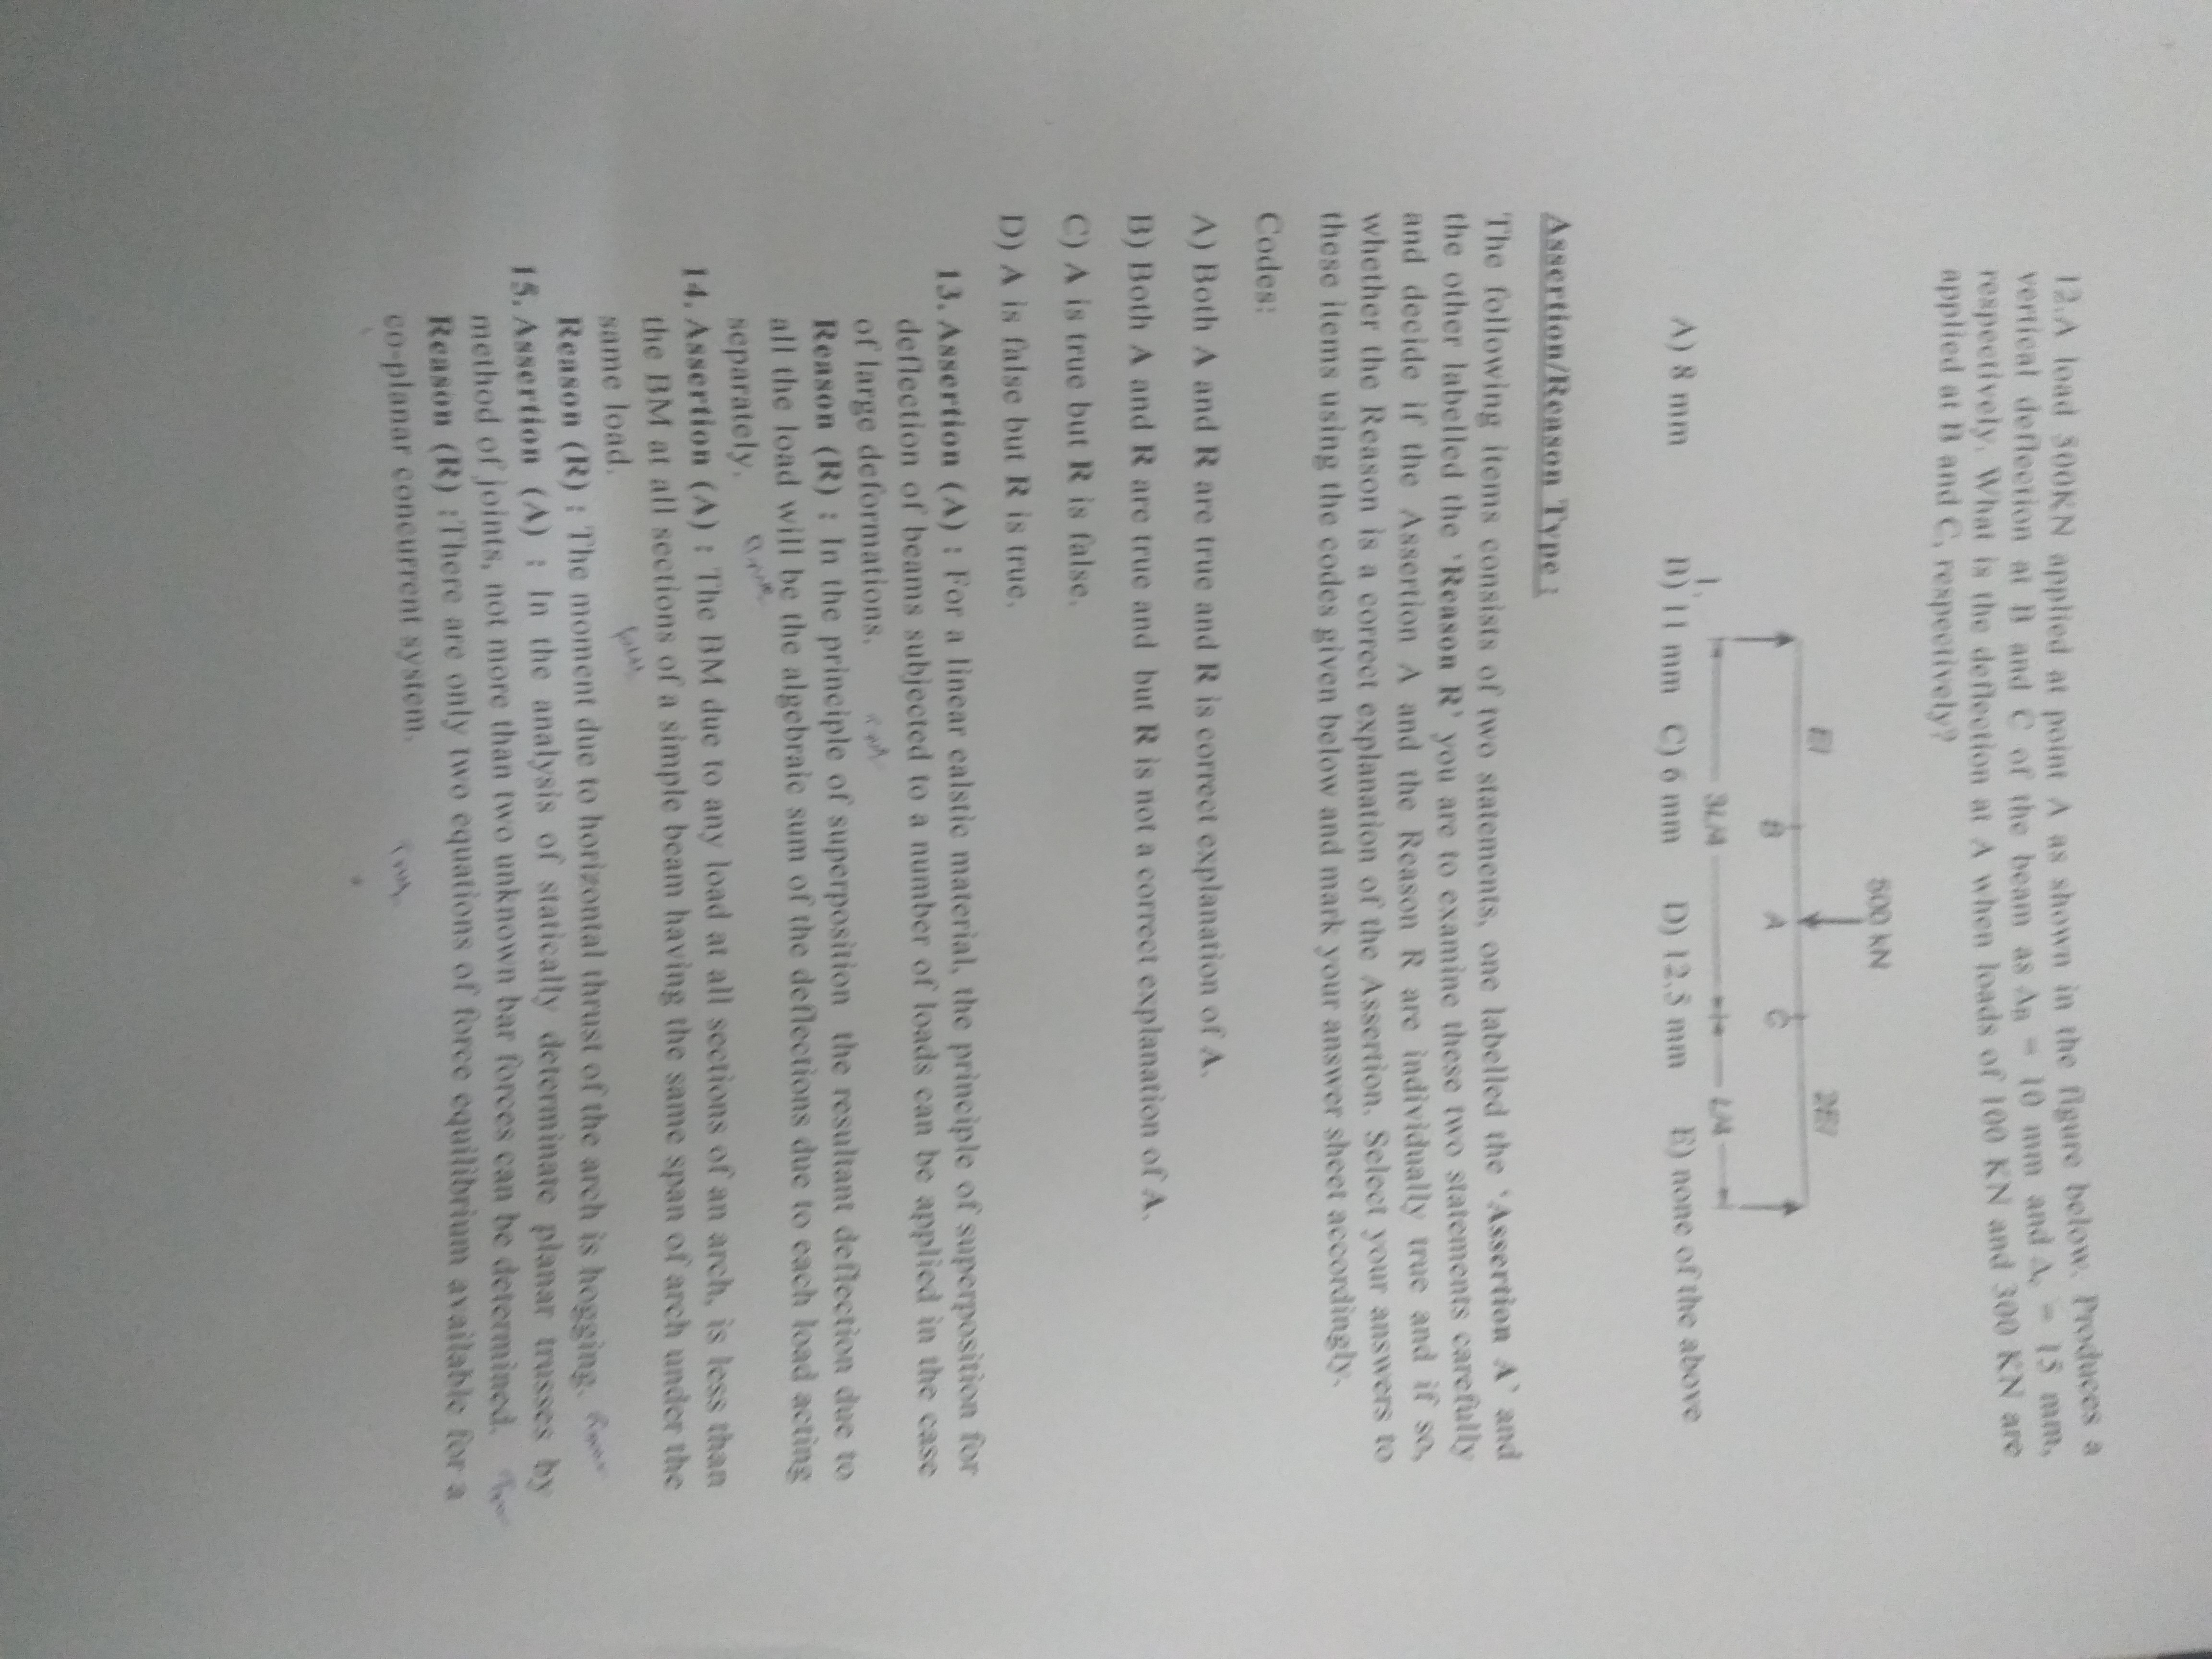 12.A load 500KN applied at point A as shown in the figure below. Produces a
vertical deflection at B and C of the beam as ΔB = 10 mm and Δc = 15 mm,
respectively. What is the deflection at A when loads of 100 KN and 300 KN are
applied at B and C, respectively?
500 kN
EI
2EI
B
A
C
3L/4
L/4
A) 8 mm B) 11 mm C) 6 mm D) 12.5 mm E) none of the above
Assertion/Reason Type :
The following items consists of two statements, one labelled the ‘Assertion A’ and
the other labelled the ‘Reason R’ you are to examine these two statements carefully
and decide if the Assertion A and the Reason R are individually true and if so,
whether the Reason is a correct explanation of the Assertion. Select your answers to
these items using the codes given below and mark your answer sheet accordingly.
Codes:
A) Both A and R are true and R is correct explanation of A.
B) Both A and R are true and but R is not a correct explanation of A.
C) A is true but R is false.
D) A is false but R is true.
13. Assertion (A) : For a linear ealstic material, the principle of superposition for
deflection of beams subjected to a number of loads can be applied in the case
of large deformations.
Reason (R) : In the principle of superposition the resultant deflection due to
all the load will be the algebraic sum of the deflections due to each load acting
separately.
14. Assertion (A) : The BM due to any load at all sections of an arch, is less than
the BM at all sections of a simple beam having the same span of arch under the
same load.
Reason (R) : The moment due to horizontal thrust of the arch is hogging.
15. Assertion (A) : In the analysis of statically determinate planar trusses by
method of joints, not more than two unknown bar forces can be determined.
Reason (R) :There are only two equations of force equilibrium available for a
co-planar concurrent system.